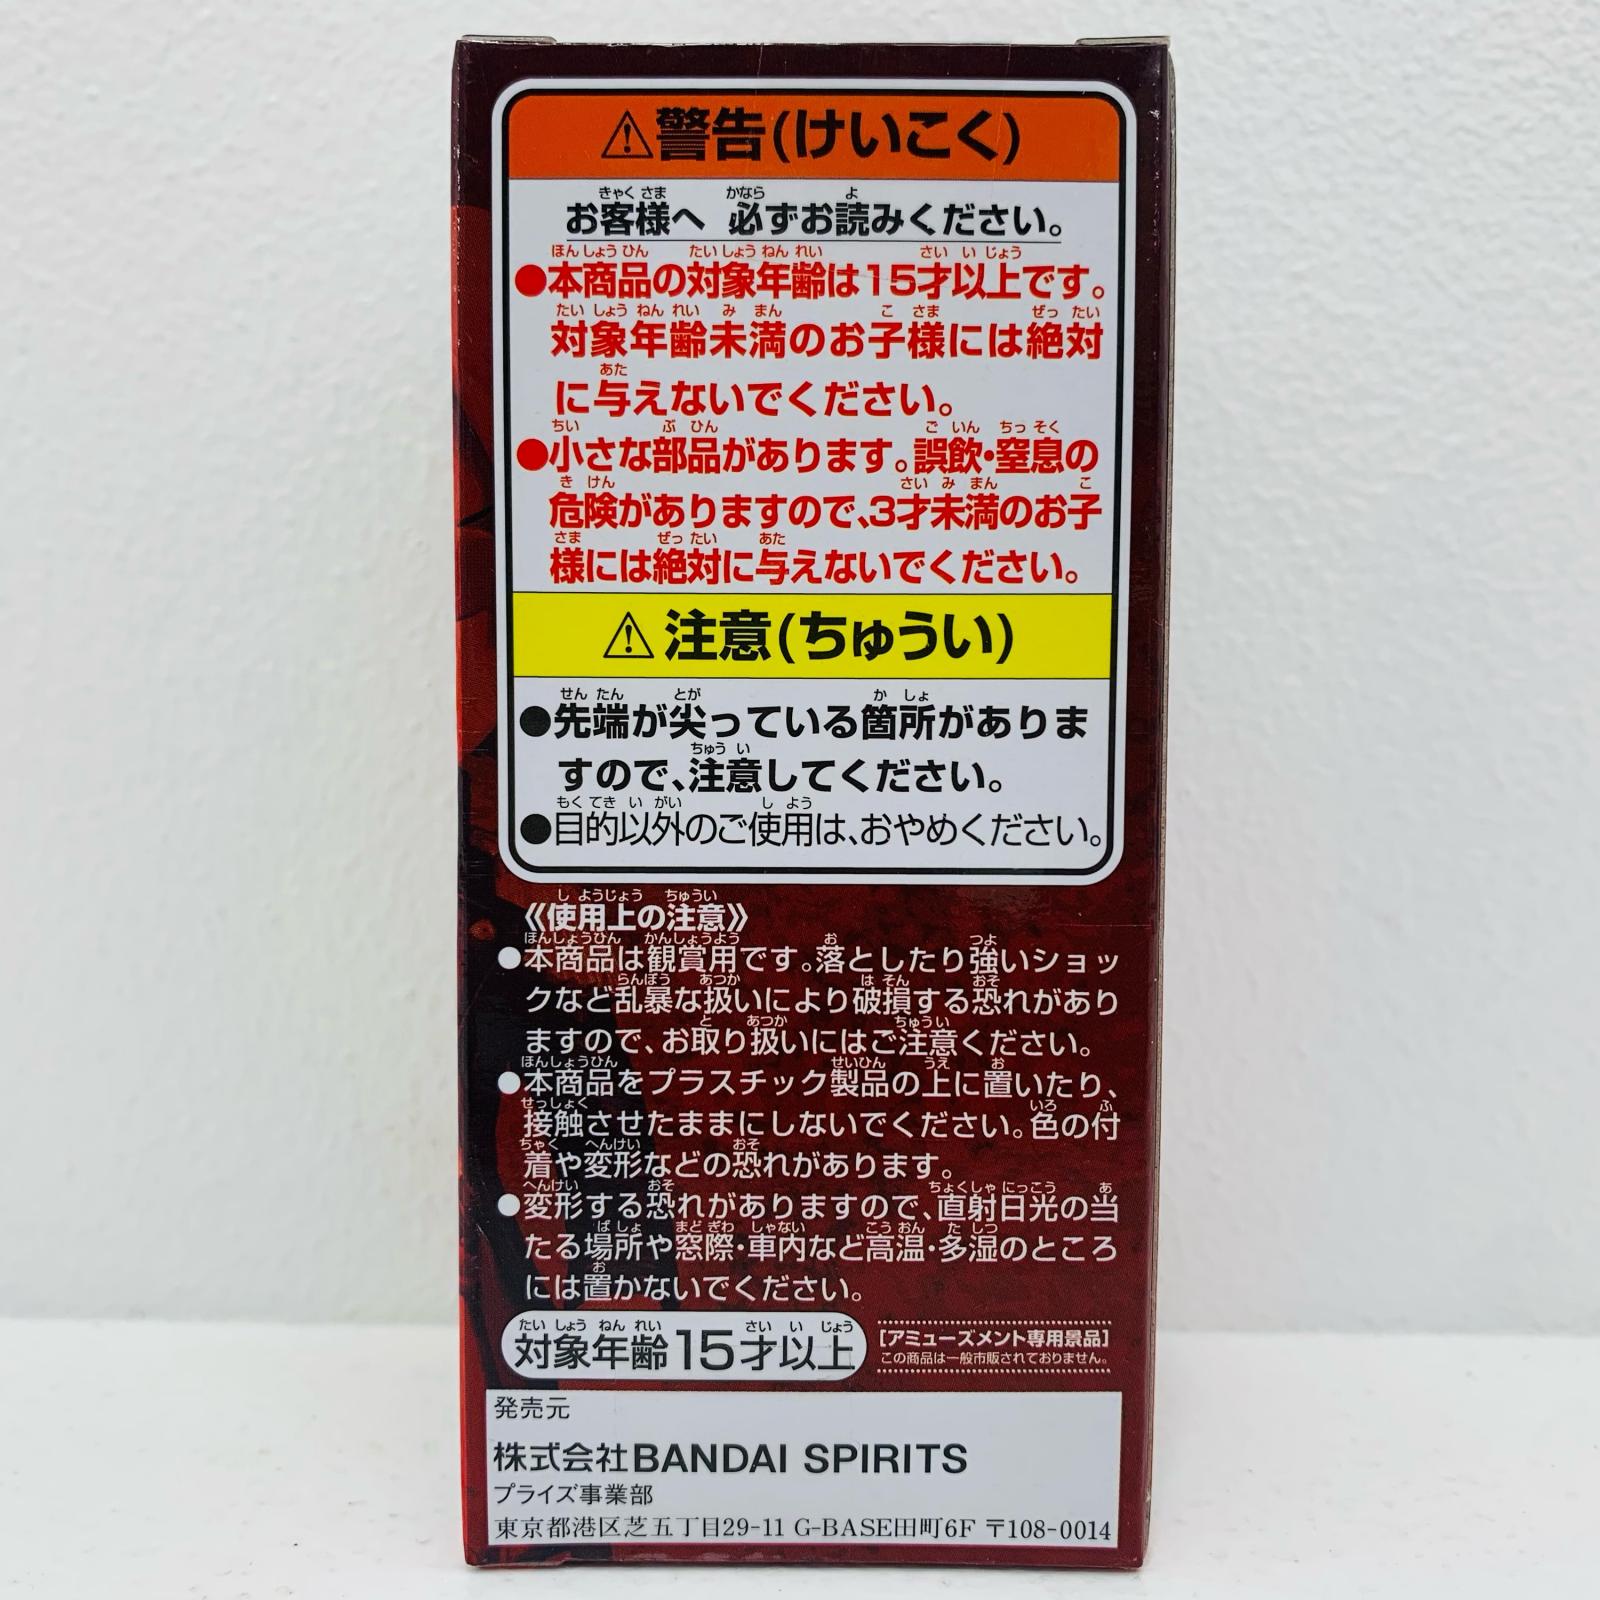 ⚠警告(けいこく)
お客様へ 必ずお読みください。
●本商品の対象年齢は15才以上です。
対象年齢未満のお子様には絶対
に与えないでください。
●小さな部品があります。誤飲・窒息の
危険がありますので、3才未満のお子
様には絶対に与えないでください。
⚠注意(ちゅうい)
●先端が尖っている箇所がありま
すので、注意してください。
●目的以外のご使用は、おやめください。
《使用上の注意》
●本商品は観賞用です。落としたり強いショッ
クなど乱暴な扱いにより破損する恐れがあり
ますので、お取り扱いにはご注意ください。
●本商品をプラスチック製品の上に置いたり、
接触させたままにしないでください。色の付
着や変形などの恐れがあります。
●変形する恐れがありますので、直射日光の当
たる場所や窓際・車内など高温・多湿のところ
には置かないでください。
対象年齢15才以上
[アミューズメント専用景品]
この商品は一般市販されておりません。
発売元
株式会社BANDAI SPIRITS
プライズ事業部
東京都港区芝五丁目29-11 G-BASE田町6F 〒108-0014